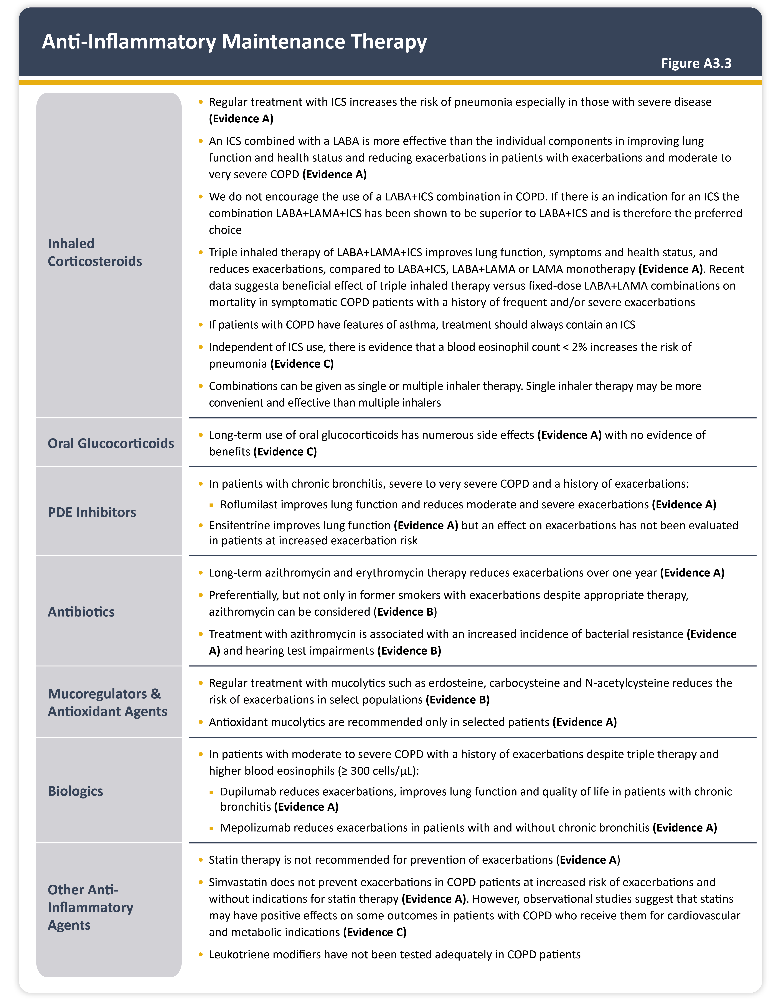 Anti-Inflammatory Maintenance Therapy
Figure A3.3
Inhaled
Corticosteroids
• Regular treatment with ICS increases the risk of pneumonia especially in those with severe disease
(Evidence A)
• An ICS combined with a LABA is more effective than the individual components in improving lung
function and health status and reducing exacerbations in patients with exacerbations and moderate to
very severe COPD (Evidence A)
• We do not encourage the use of a LABA+ICS combination in COPD. If there is an indication for an ICS the
combination LABA+LAMA+ICS has been shown to be superior to LABA+ICS and is therefore the preferred
choice
• Triple inhaled therapy of LABA+LAMA+ICS improves lung function, symptoms and health status, and
reduces exacerbations, compared to LABA+ICS, LABA+LAMA or LAMA monotherapy (Evidence A). Recent
data suggesta beneficial effect of triple inhaled therapy versus fixed-dose LABA+LAMA combinations on
mortality in symptomatic COPD patients with a history of frequent and/or severe exacerbations
• If patients with COPD have features of asthma, treatment should always contain an ICS
• Independent of ICS use, there is evidence that a blood eosinophil count < 2% increases the risk of
pneumonia (Evidence C)
• Combinations can be given as single or multiple inhaler therapy. Single inhaler therapy may be more
convenient and effective than multiple inhalers
Oral Glucocorticoids
• Long-term use of oral glucocorticoids has numerous side effects (Evidence A) with no evidence of
benefits (Evidence C)
PDE Inhibitors
• In patients with chronic bronchitis, severe to very severe COPD and a history of exacerbations:
▪ Roflumilast improves lung function and reduces moderate and severe exacerbations (Evidence A)
• Ensifentrine improves lung function (Evidence A) but an effect on exacerbations has not been evaluated
in patients at increased exacerbation risk
Antibiotics
• Long-term azithromycin and erythromycin therapy reduces exacerbations over one year (Evidence A)
• Preferentially, but not only in former smokers with exacerbations despite appropriate therapy,
azithromycin can be considered (Evidence B)
• Treatment with azithromycin is associated with an increased incidence of bacterial resistance (Evidence
A) and hearing test impairments (Evidence B)
Mucoregulators &
Antioxidant Agents
• Regular treatment with mucolytics such as erdosteine, carbocysteine and N-acetylcysteine reduces the
risk of exacerbations in select populations (Evidence B)
• Antioxidant mucolytics are recommended only in selected patients (Evidence A)
Biologics
• In patients with moderate to severe COPD with a history of exacerbations despite triple therapy and
higher blood eosinophils (≥ 300 cells/µL):
▪ Dupilumab reduces exacerbations, improves lung function and quality of life in patients with chronic
bronchitis (Evidence A)
▪ Mepolizumab reduces exacerbations in patients with and without chronic bronchitis (Evidence A)
Other Anti-
Inflammatory
Agents
• Statin therapy is not recommended for prevention of exacerbations (Evidence A)
• Simvastatin does not prevent exacerbations in COPD patients at increased risk of exacerbations and
without indications for statin therapy (Evidence A). However, observational studies suggest that statins
may have positive effects on some outcomes in patients with COPD who receive them for cardiovascular
and metabolic indications (Evidence C)
• Leukotriene modifiers have not been tested adequately in COPD patients